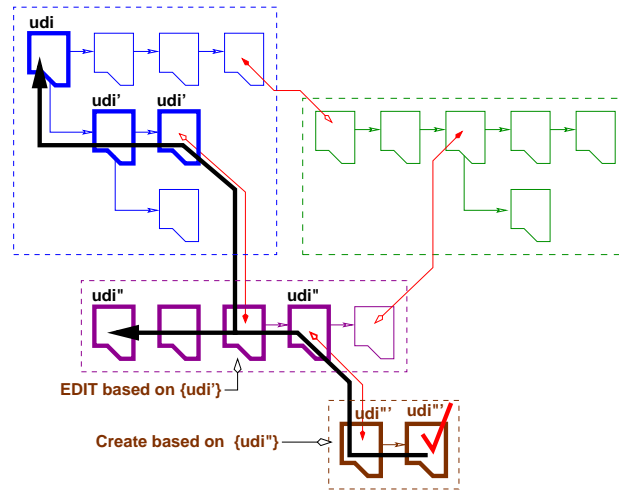 udi
udi’ udi’
udi" udi"
EDIT based on {udi’}
udi"’ udi"’
Create based on {udi"}